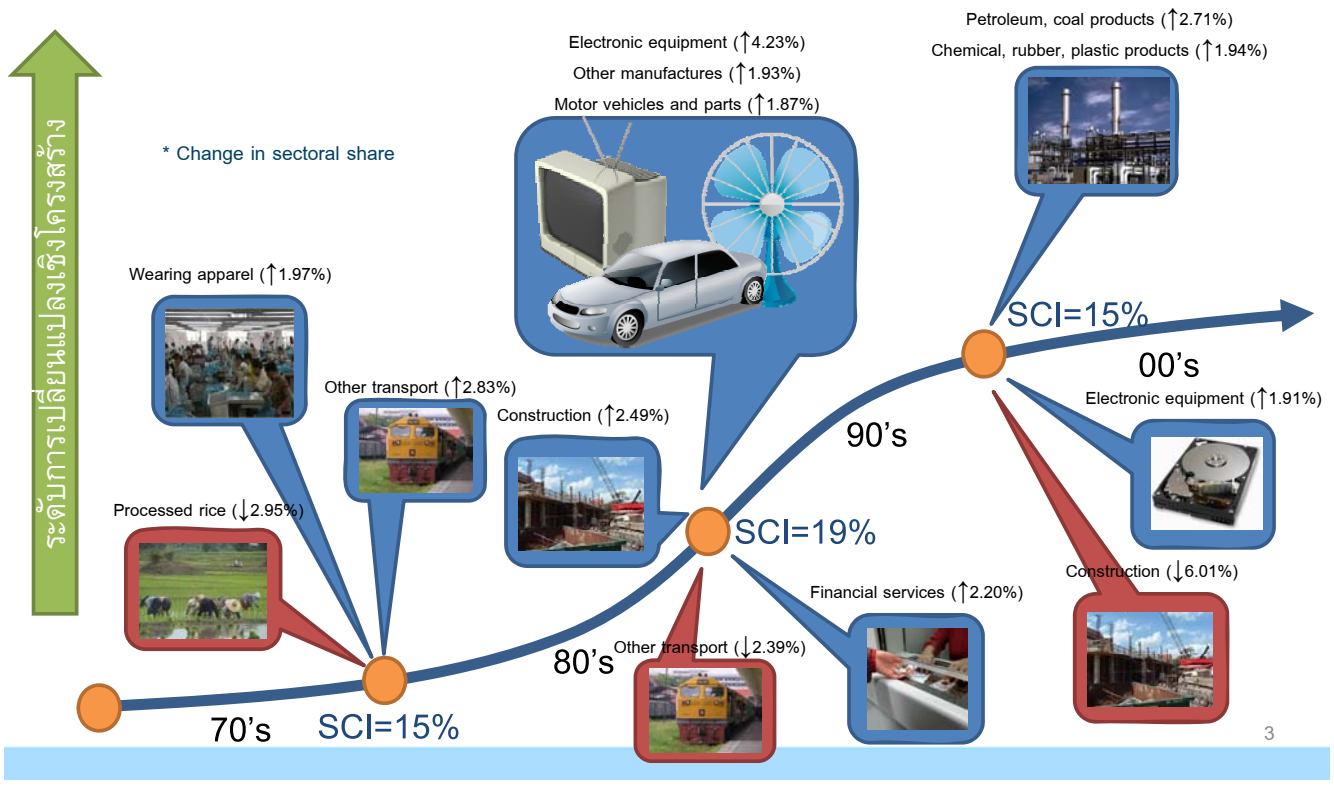 ระดับการเปลี่ยนแปลงเชิงโครงสร้าง
* Change in sectoral share
Wearing apparel (↑1.97%)
Other transport (↑2.83%)
Processed rice (↓2.95%)
70's
SCI=15%
Electronic equipment (↑4.23%)
Other manufactures (↑1.93%)
Motor vehicles and parts (↑1.87%)
Construction (↑2.49%)
80's
SCI=19%
Other transport (↓2.39%)
Financial services (↑2.20%)
90's
Petroleum, coal products (↑2.71%)
Chemical, rubber, plastic products (↑1.94%)
SCI=15%
00's
Electronic equipment (↑1.91%)
Construction (↓6.01%)
3